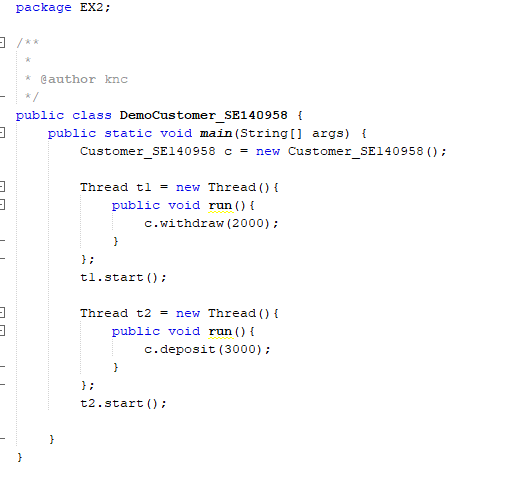 package EX2;
/**
 *
 * @author knc
 */
public class DemoCustomer_SE140958 {
    public static void main(String[] args) {
        Customer_SE140958 c = new Customer_SE140958();
        Thread t1 = new Thread(){
            public void run(){
                c.withdraw(2000);
            }
        };
        t1.start();
        Thread t2 = new Thread(){
            public void run(){
                c.deposit(3000);
            }
        };
        t2.start();
    }
}